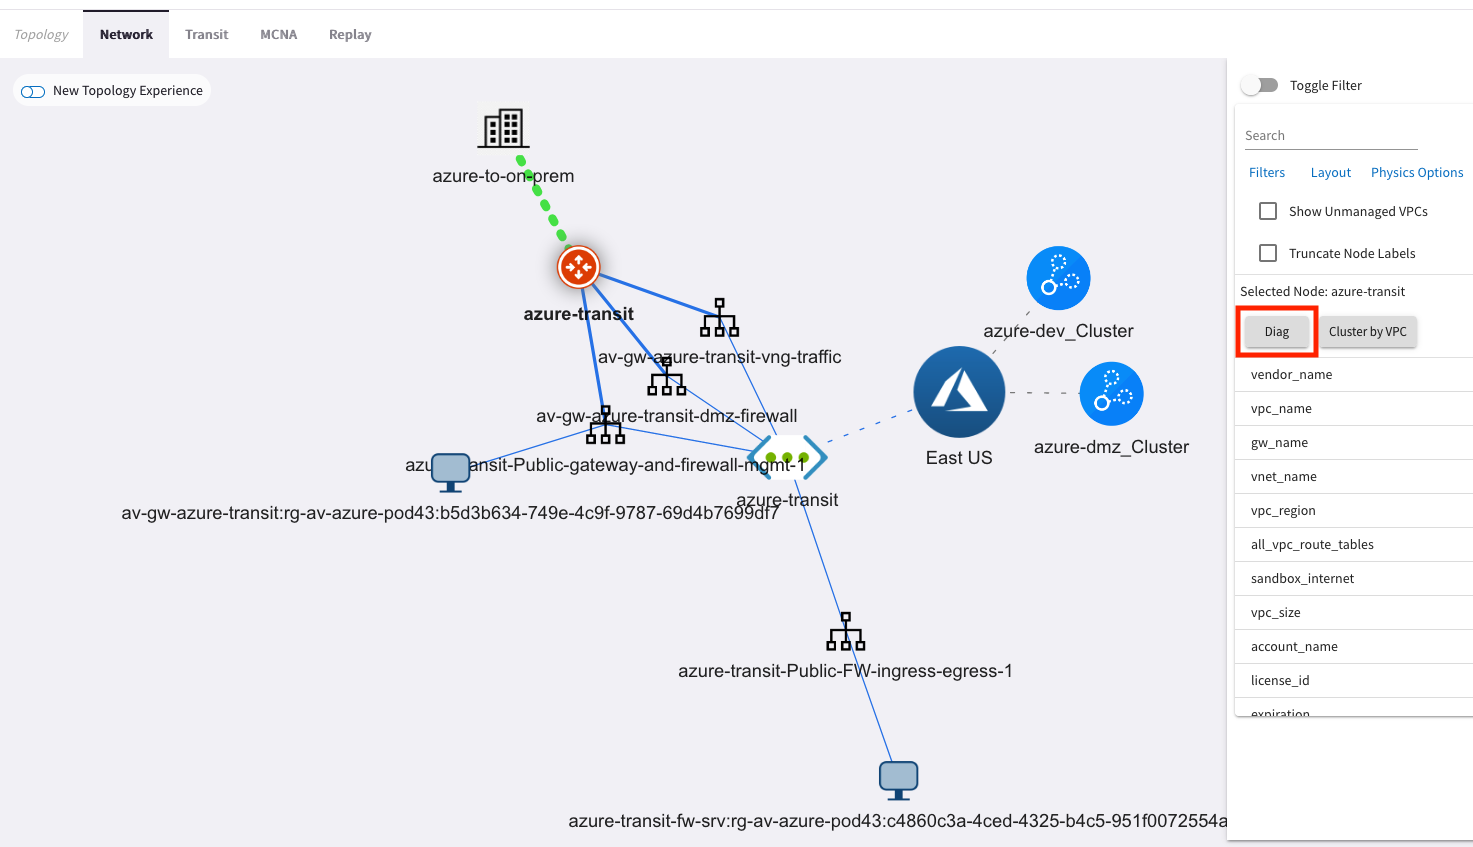 Topology
Network
Transit
MCNA
Replay
New Topology Experience
azure-to-on-prem
azure-transit
av-gw-azure-transit-vng-traffic
av-gw-azure-transit-dmz-firewall
azure-transit-Public-gateway-and-firewall-mgmt-1
azure-transit
av-gw-azure-transit:rg-av-azure-pod43:b5d3b634-749e-4c9f-9787-69d4b7699df7
azure-dev_Cluster
azure-dmz_Cluster
East US
azure-transit-Public-FW-ingress-egress-1
azure-transit-fw-srv:rg-av-azure-pod43:c4860c3a-4ced-4325-b4c5-951f0072554a
Toggle Filter
Search
Filters
Layout
Physics Options
Show Unmanaged VPCs
Truncate Node Labels
Selected Node: azure-transit
Diag
Cluster by VPC
vendor_name
vpc_name
gw_name
vnet_name
vpc_region
all_vpc_route_tables
sandbox_internet
vpc_size
account_name
license_id
expiration